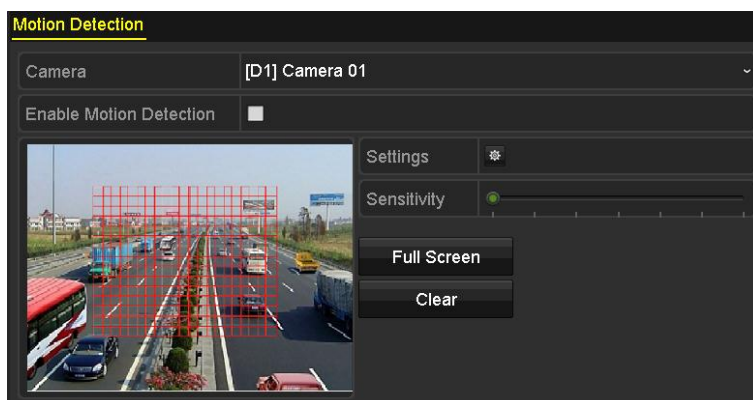 Motion Detection
Camera
[D1] Camera 01
Enable Motion Detection
Settings
Sensitivity
Full Screen
Clear